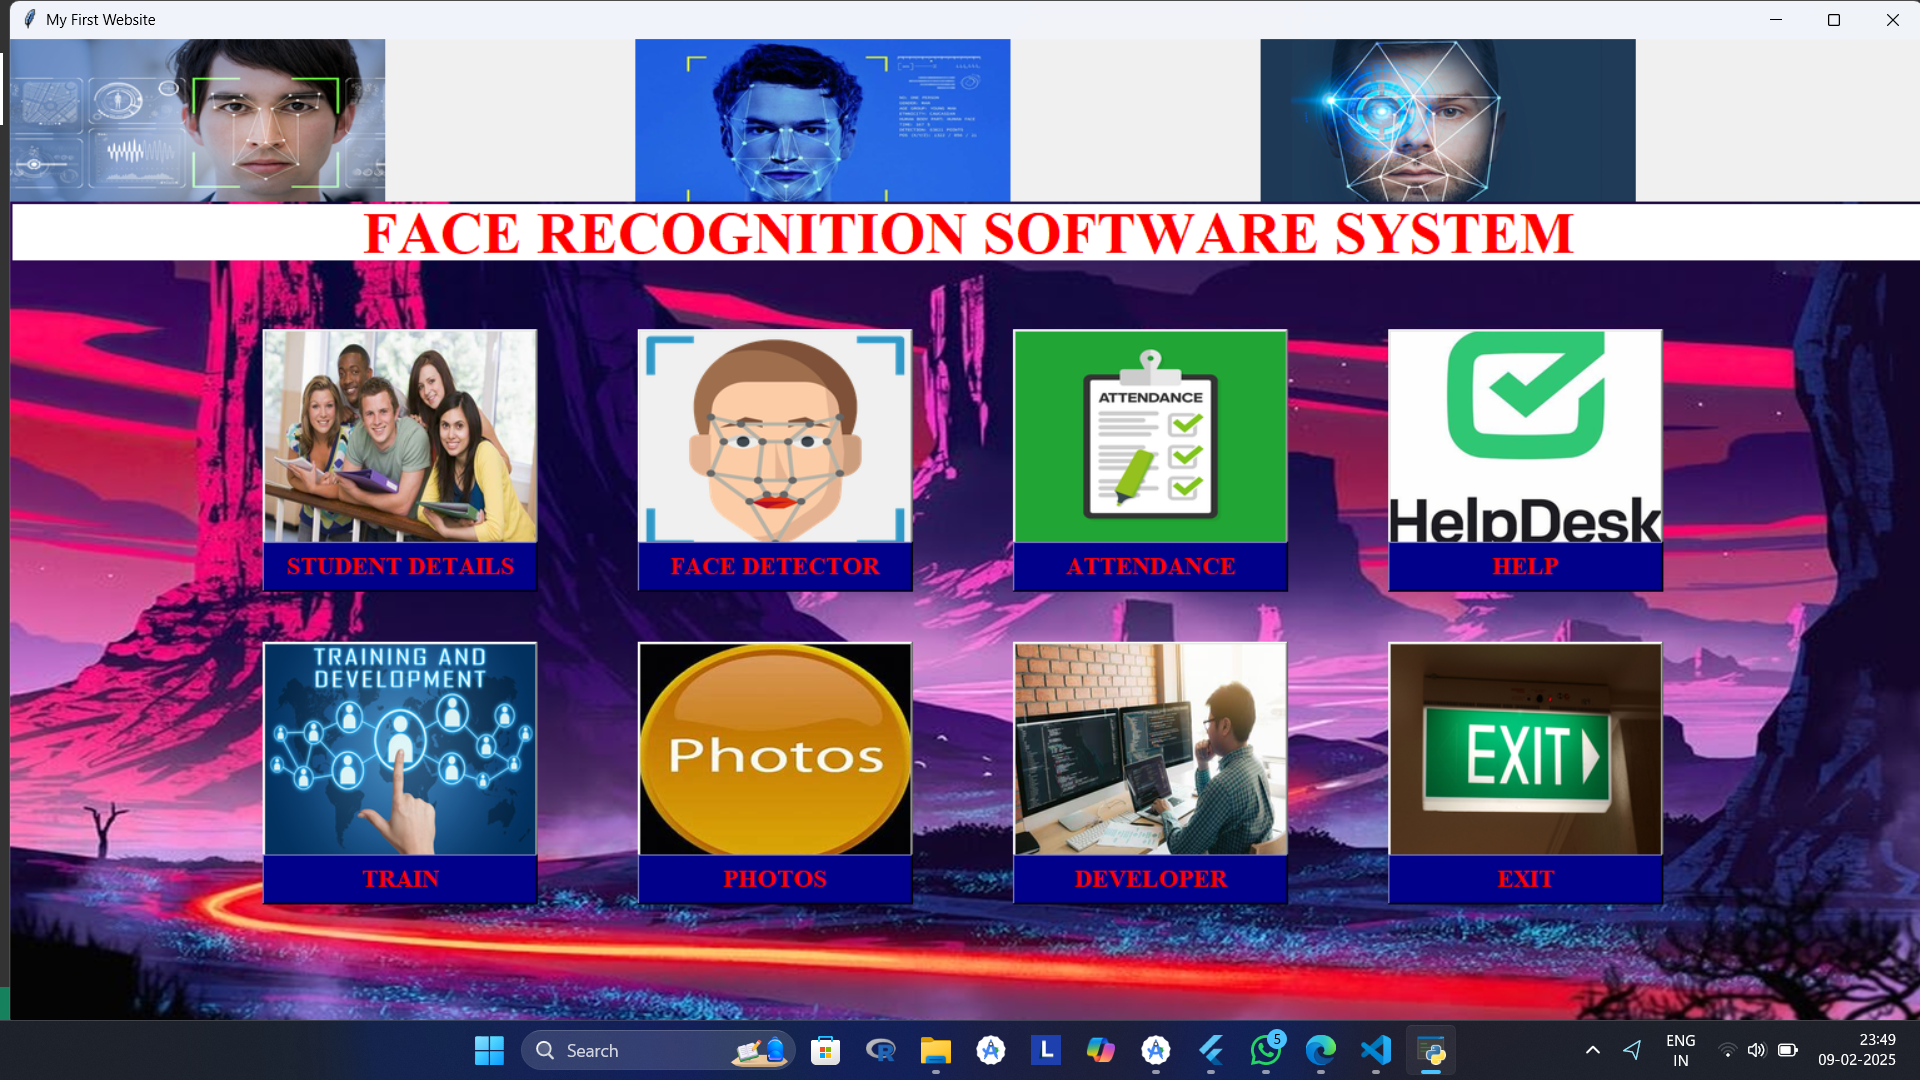 My First Website
FACE RECOGNITION SOFTWARE SYSTEM
ATTENDANCE
HelpDesk
STUDENT DETAILS
FACE DETECTOR
ATTENDANCE
HELP
TRAINING AND
DEVELOPMENT
Photos
EXIT
TRAIN
PHOTOS
DEVELOPER
EXIT
Search
L
5
ENG
IN
23:49
09-02-2025